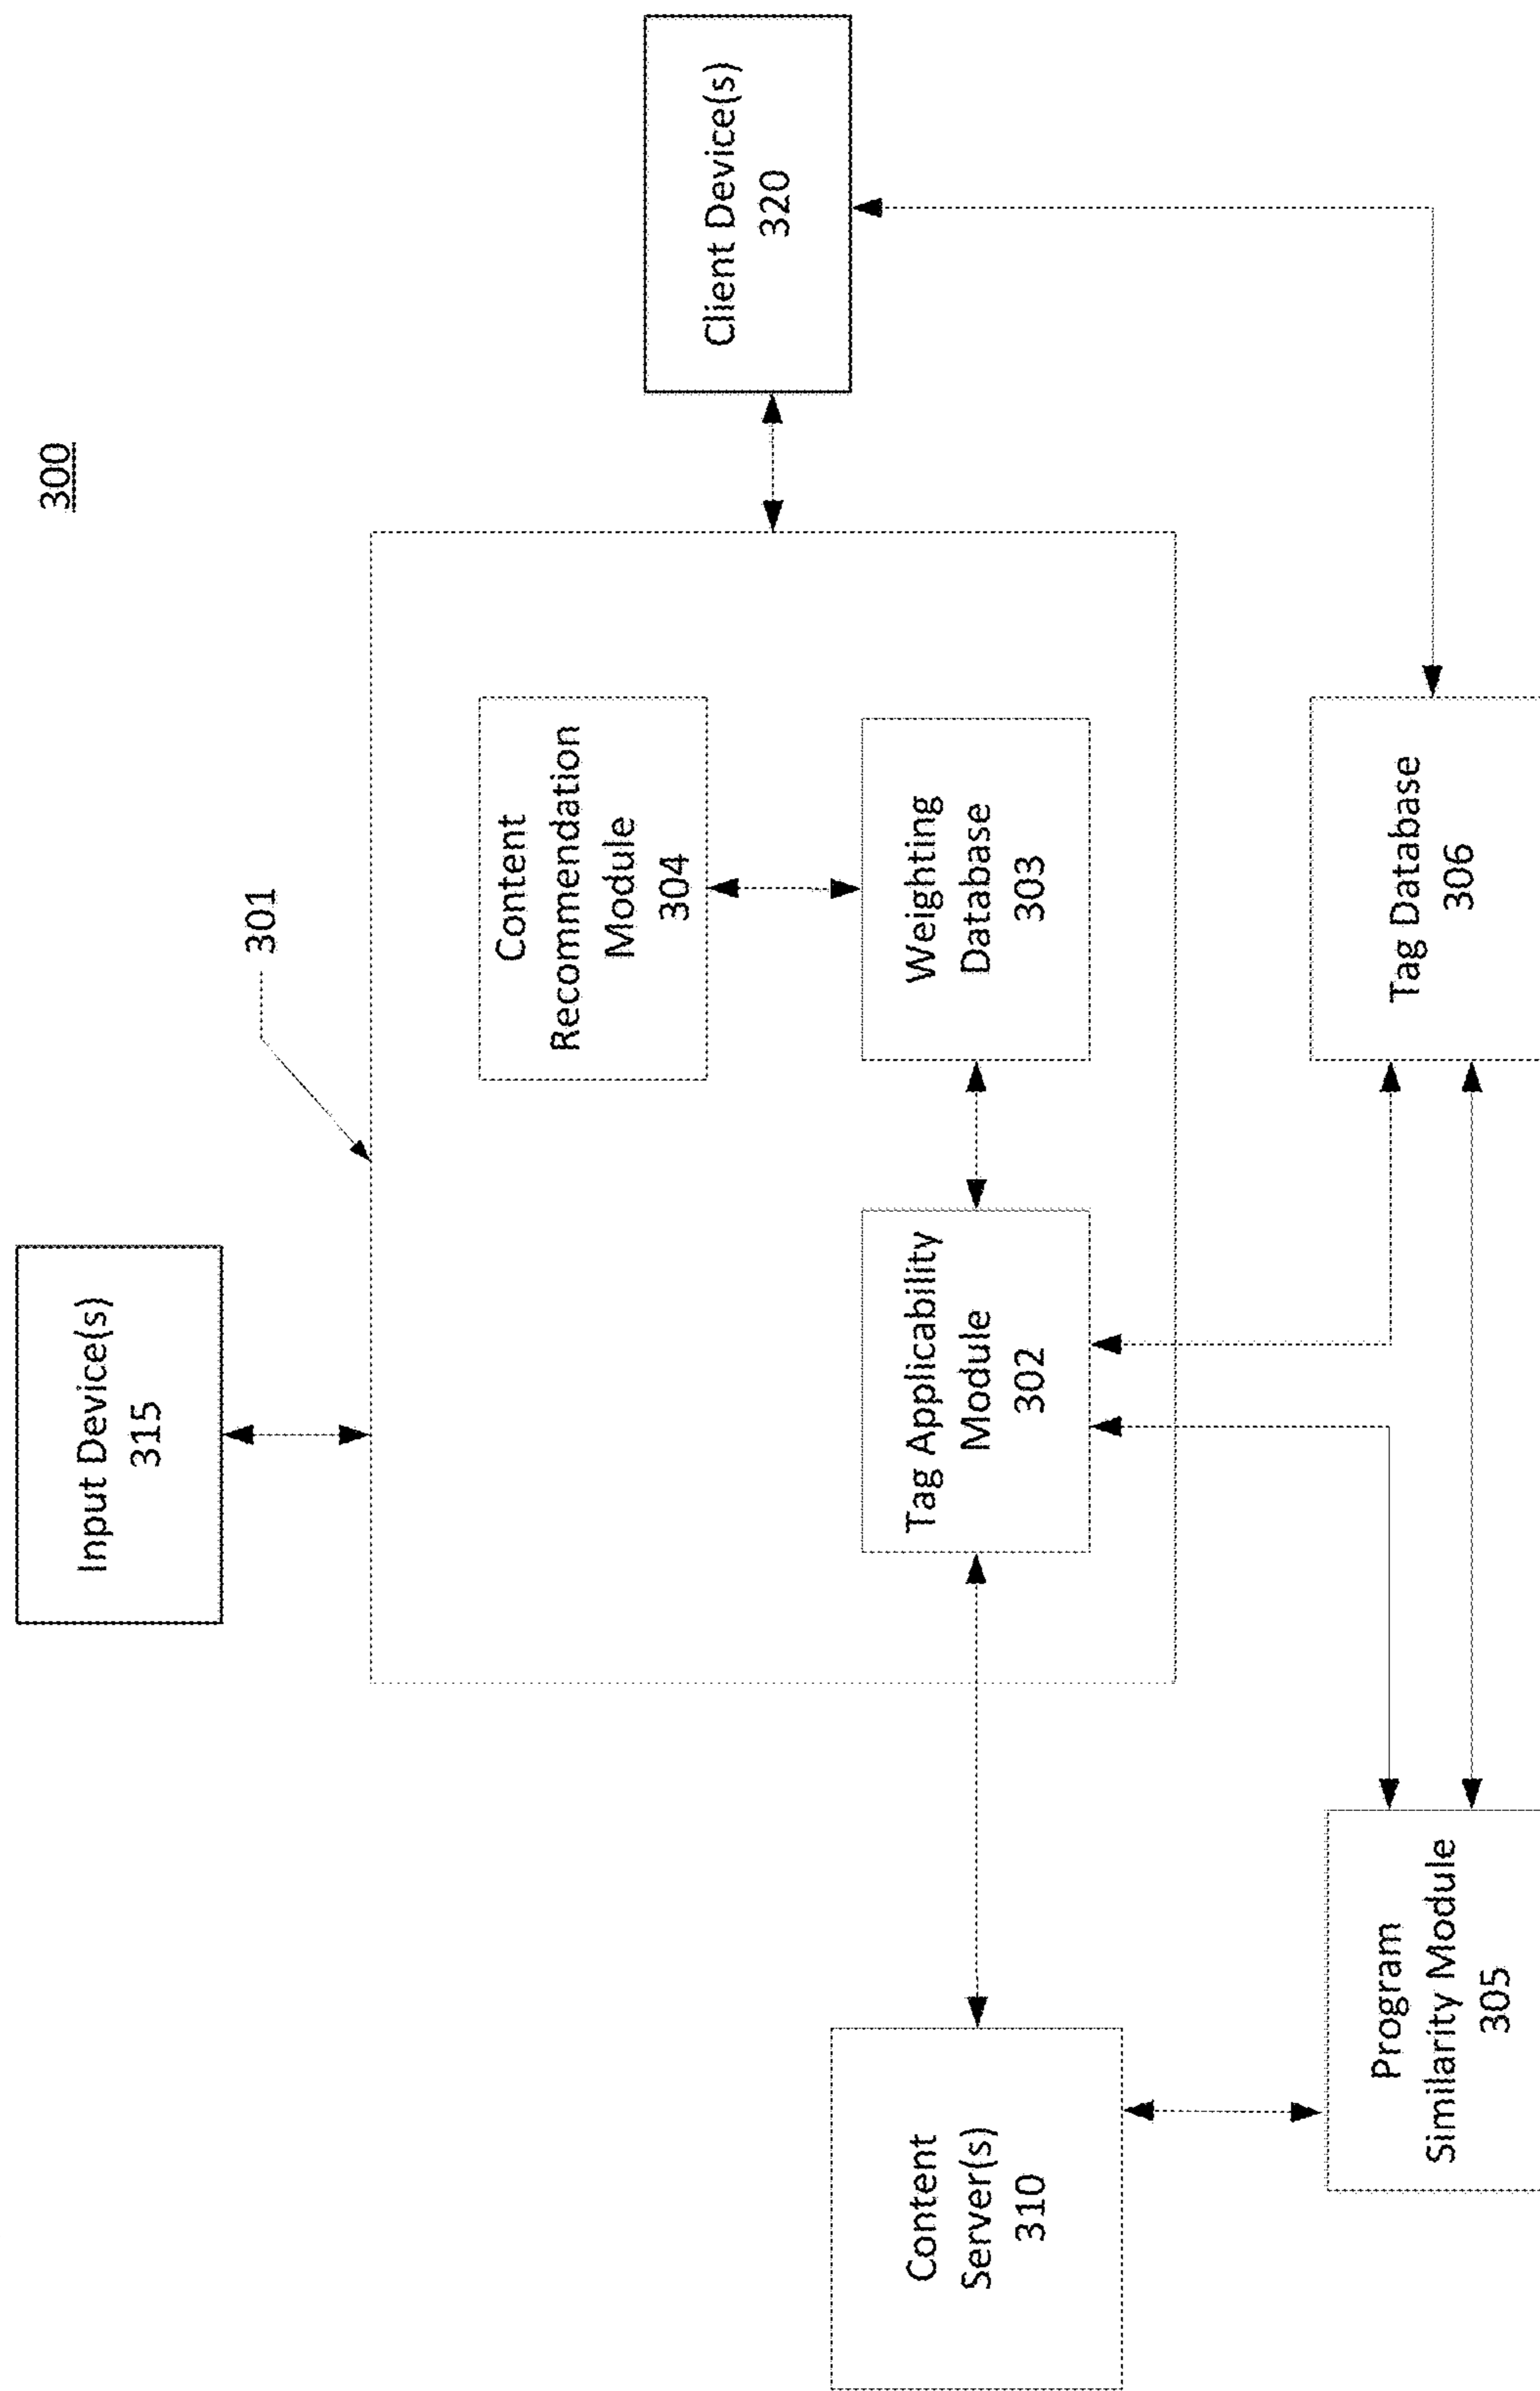 300
Input Device(s)
315
301
Content
Recommendation
Module
304
Client Device(s)
320
Content
Server(s)
310
Tag Applicability
Module
302
Weighting
Database
303
Program
Similarity Module
305
Tag Database
306